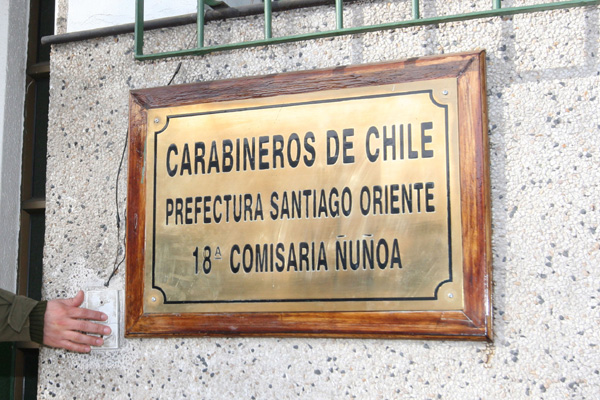 CARABINEROS DE CHILE
PREFECTURA SANTIAGO ORIENTE
18ª COMISARIA ÑUÑOA